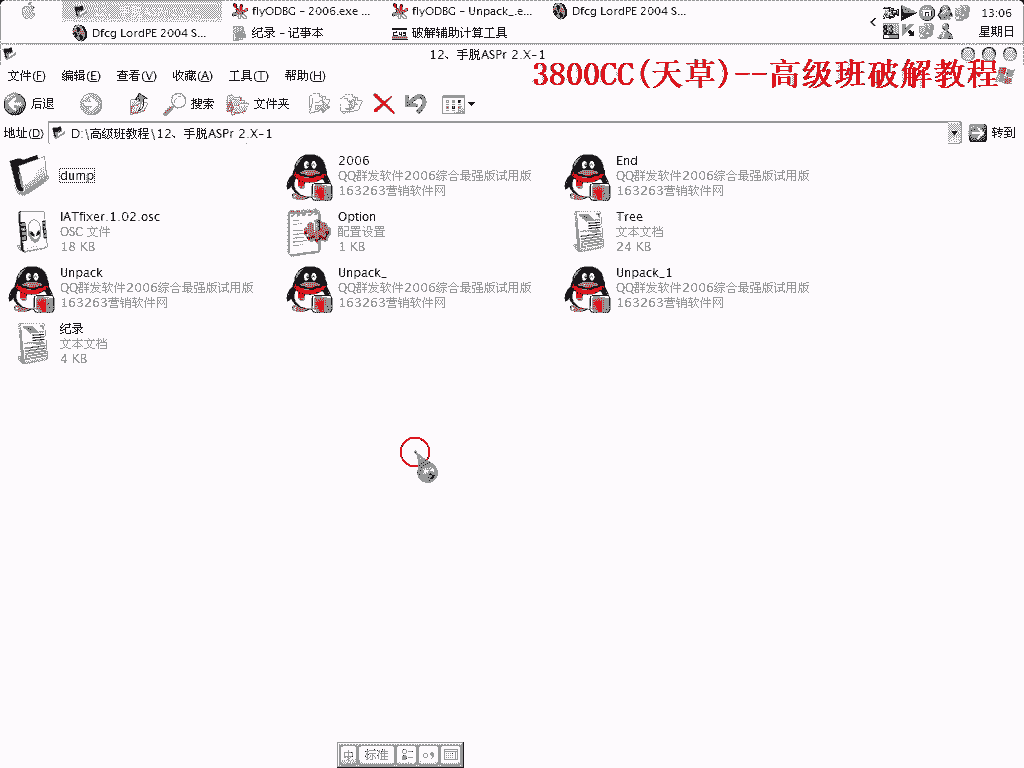 flyODBG - 2006.exe ...
flyODBG - Unpack_.e...
Dfcg LordPE 2004 S...
13:06
Dfcg LordPE 2004 S...
纪录 - 记事本
破解辅助计算工具
星期日
12、手脱ASPr 2.X-1
3800CC(天草)--高级班破解教程
文件(F) 编辑(E) 查看(V) 收藏(A) 工具(T) 帮助(H)
后退 搜索 文件夹
地址(D) D:\高级班教程\12、手脱ASPr 2.X-1 转到
dump
2006
QQ群发软件2006综合最强版试用版
163263营销软件网
End
QQ群发软件2006综合最强版试用版
163263营销软件网
IATfixer.1.02.osc
OSC 文件
18 KB
Option
配置设置
1 KB
Tree
文本文档
24 KB
Unpack
QQ群发软件2006综合最强版试用版
163263营销软件网
Unpack_
QQ群发软件2006综合最强版试用版
163263营销软件网
Unpack_1
QQ群发软件2006综合最强版试用版
163263营销软件网
纪录
文本文档
4 KB
中 标准